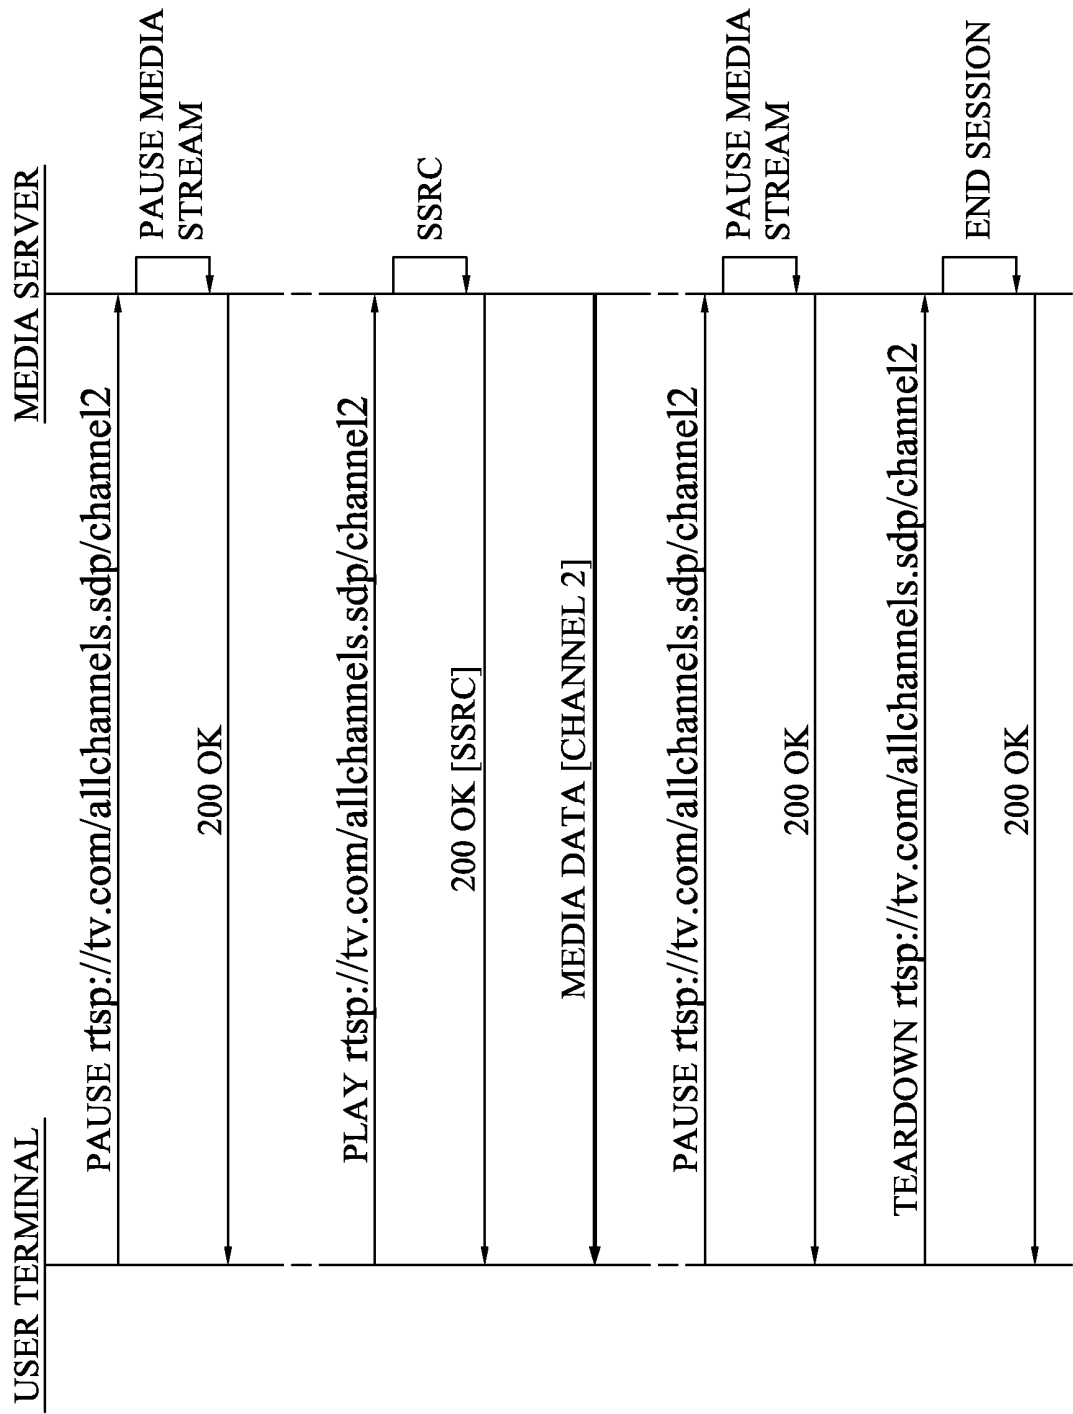 USER TERMINAL
MEDIA SERVER
PAUSE rtsp://tv.com/allchannels.sdp/channel2
PAUSE MEDIA
STREAM
200 OK
PLAY rtsp://tv.com/allchannels.sdp/channel2
SSRC
200 OK [SSRC]
MEDIA DATA [CHANNEL 2]
PAUSE rtsp://tv.com/allchannels.sdp/channel2
PAUSE MEDIA
STREAM
200 OK
TEARDOWN rtsp://tv.com/allchannels.sdp/channel2
END SESSION
200 OK